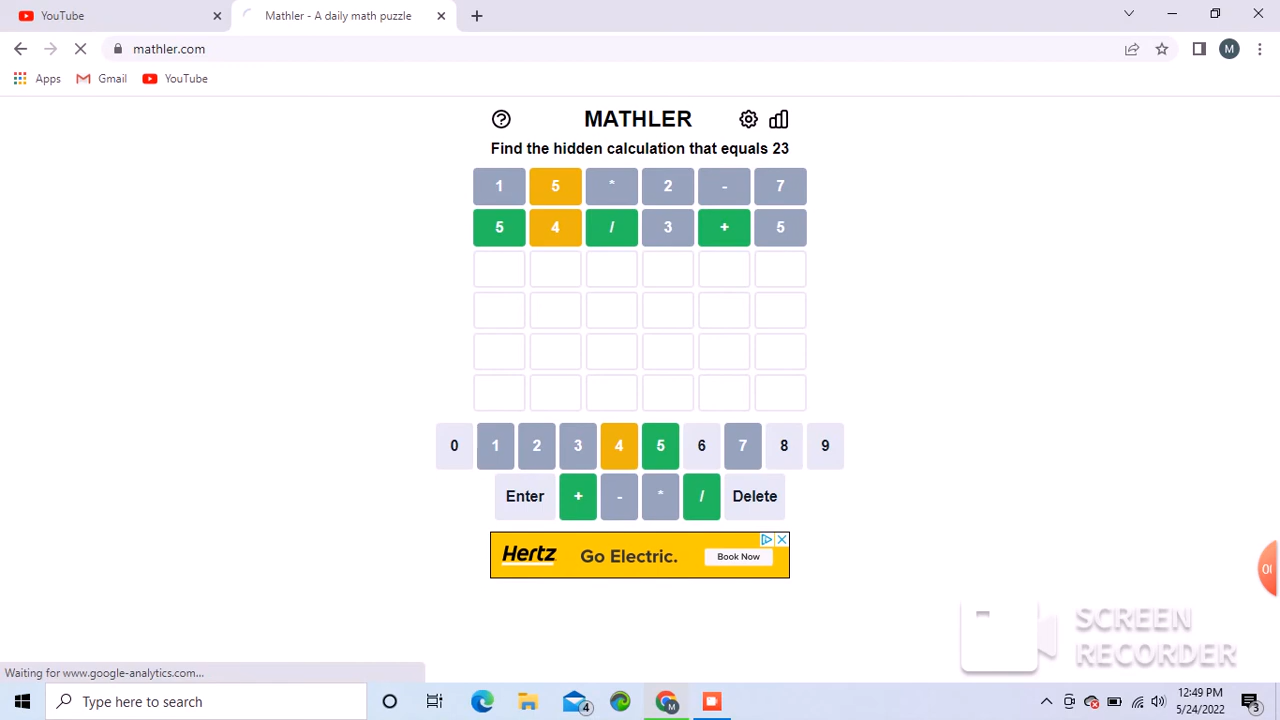 YouTube
Mathler - A daily math puzzle
mathler.com
M
Apps
Gmail
YouTube
MATHLER
Find the hidden calculation that equals 23
1 5 * 2 - 7
5 4 / 3 + 5
0 1 2 3 4 5 6 7 8 9
Enter + - * / Delete
Hertz Go Electric. Book Now
00
SCREEN
RECORDER
Waiting for www.google-analytics.com...
Type here to search
4
M
12:49 PM
5/24/2022
3